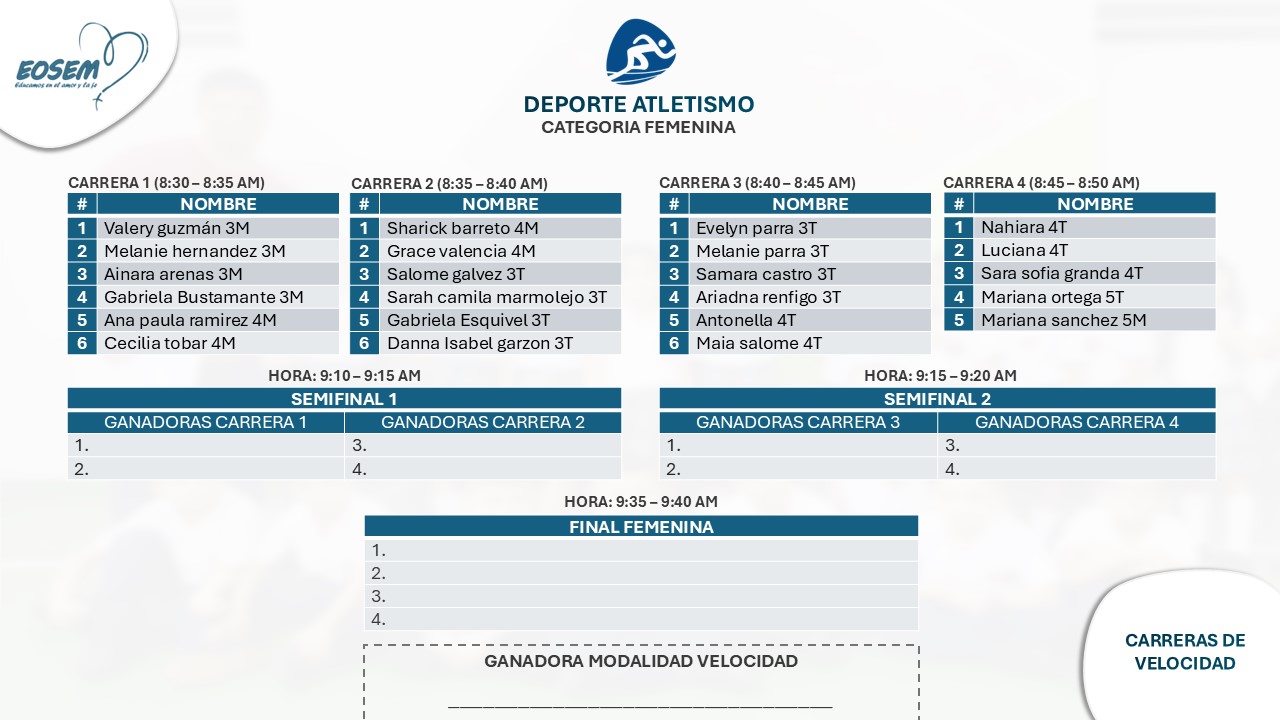 EOSEM
Educamos en el amor y la fe
DEPORTE ATLETISMO
CATEGORIA FEMENINA
CARRERA 1 (8:30 – 8:35 AM)
# NOMBRE
1 Valery guzmán 3M
2 Melanie hernandez 3M
3 Ainara arenas 3M
4 Gabriela Bustamante 3M
5 Ana paula ramirez 4M
6 Cecilia tobar 4M
CARRERA 2 (8:35 – 8:40 AM)
# NOMBRE
1 Sharick barreto 4M
2 Grace valencia 4M
3 Salome galvez 3T
4 Sarah camila marmolejo 3T
5 Gabriela Esquivel 3T
6 Danna Isabel garzon 3T
CARRERA 3 (8:40 – 8:45 AM)
# NOMBRE
1 Evelyn parra 3T
2 Melanie parra 3T
3 Samara castro 3T
4 Ariadna renfigo 3T
5 Antonella 4T
6 Maia salome 4T
CARRERA 4 (8:45 – 8:50 AM)
# NOMBRE
1 Nahiara 4T
2 Luciana 4T
3 Sara sofia granda 4T
4 Mariana ortega 5T
5 Mariana sanchez 5M
HORA: 9:10 – 9:15 AM
SEMIFINAL 1
GANADORAS CARRERA 1 GANADORAS CARRERA 2
1. 3.
2. 4.
HORA: 9:15 – 9:20 AM
SEMIFINAL 2
GANADORAS CARRERA 3 GANADORAS CARRERA 4
1. 3.
2. 4.
HORA: 9:35 – 9:40 AM
FINAL FEMENINA
1.
2.
3.
4.
GANADORA MODALIDAD VELOCIDAD
CARRERAS DE
VELOCIDAD